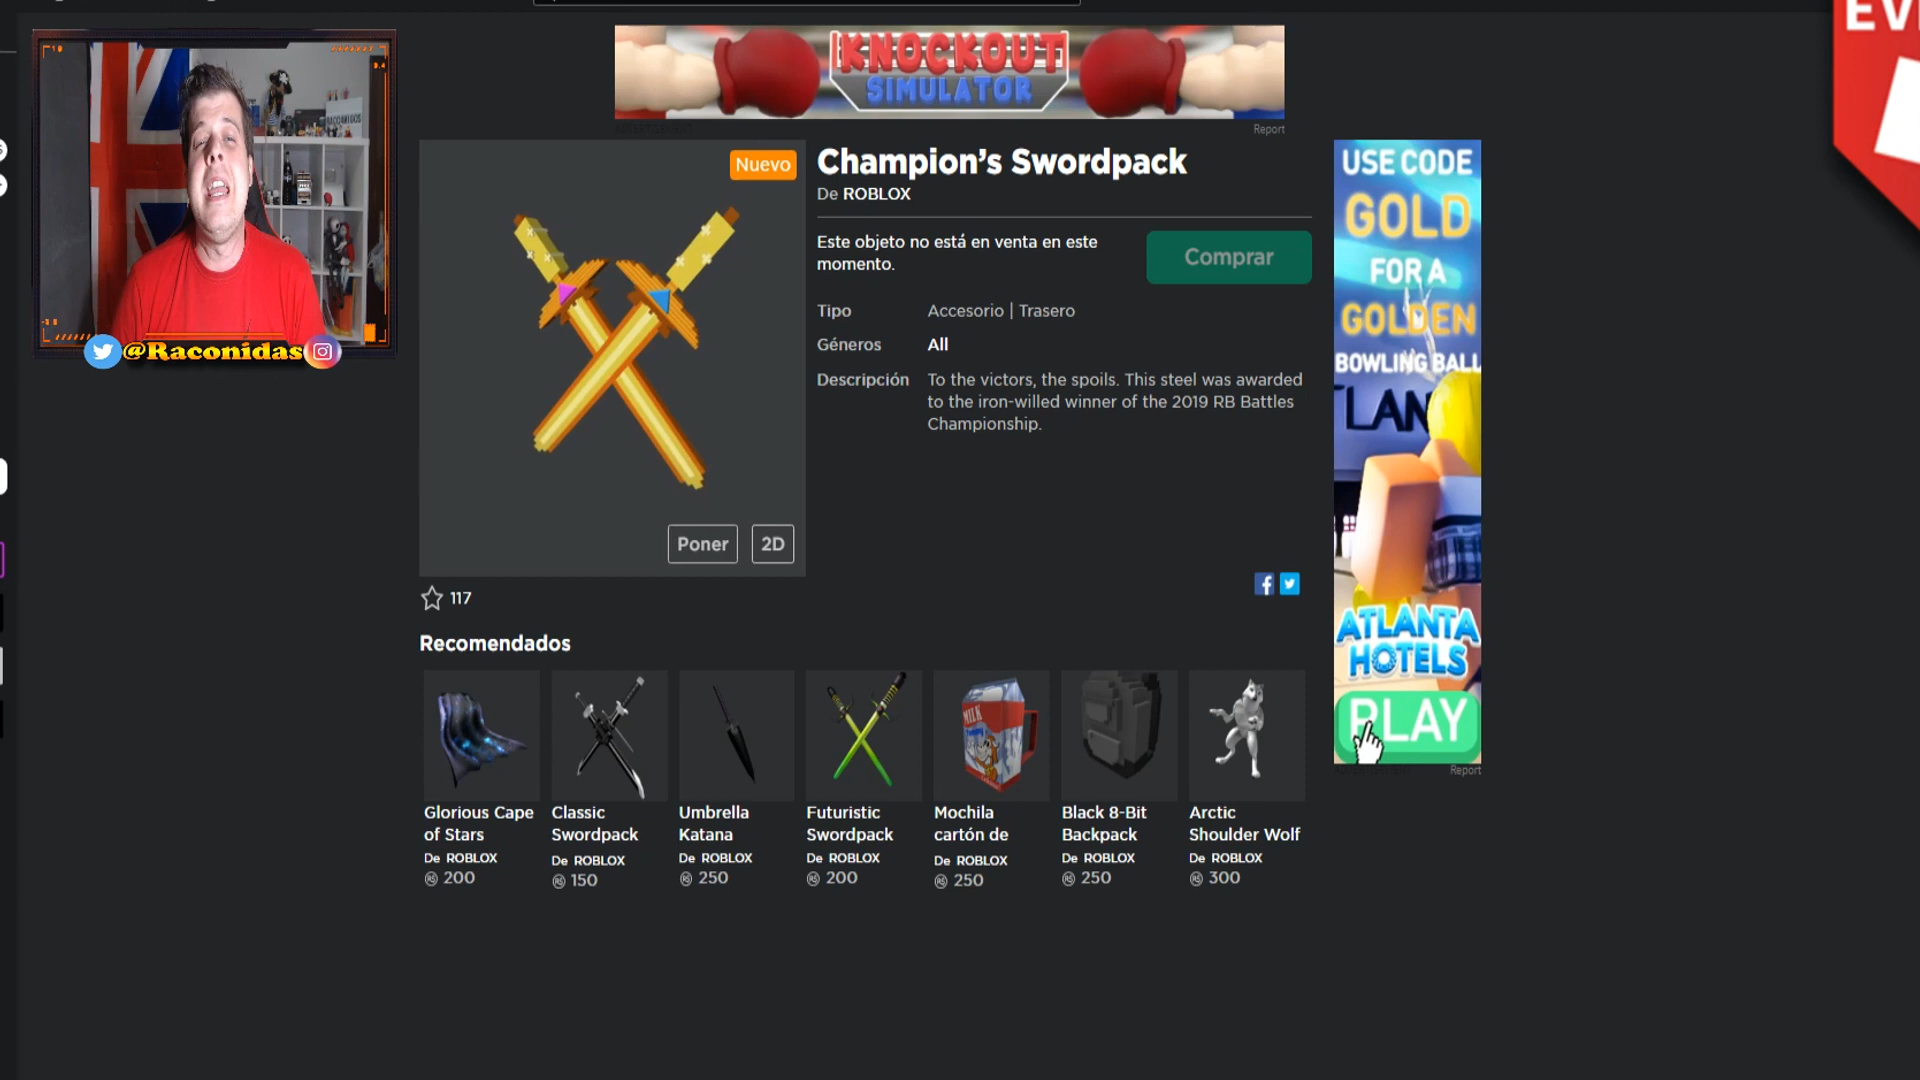 EV
KNOCKOUT
SIMULATOR
Report
RACONIDOS
@Raconidas
Nuevo
Champion's Swordpack
De ROBLOX
Este objeto no está en venta en este
momento.
Comprar
Tipo
Accesorio | Trasero
Géneros
All
Descripción
To the victors, the spoils. This steel was awarded
to the iron-willed winner of the 2019 RB Battles
Championship.
Poner
2D
117
USE CODE
GOLD
FOR A
GOLDEN
BOWLING BALL
TLAN
ATLANTA
HOTELS
PLAY
Report
Recomendados
Glorious Cape
of Stars
De ROBLOX
200
Classic
Swordpack
De ROBLOX
150
Umbrella
Katana
De ROBLOX
250
Futuristic
Swordpack
De ROBLOX
200
MILK
Mochila
cartón de
De ROBLOX
250
Black 8-Bit
Backpack
De ROBLOX
250
Arctic
Shoulder Wolf
De ROBLOX
300